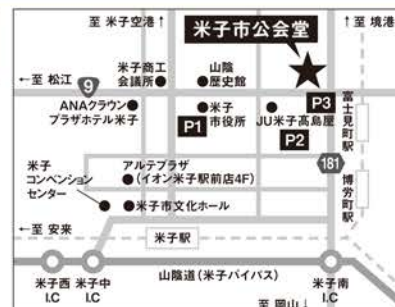 至 米子空港↑
↑至 境港
米子市公会堂
←至 松江
9
米子商工
会議所
山陰
歴史館
ANAクラウン
プラザホテル米子
P1
米子
市役所
JU米子髙島屋
P2
P3
富士見町駅
181
博労町駅
米子
コンベンション
センター
アルテプラザ
(イオン米子駅前店4F)
米子市文化ホール
←至 安来
米子駅
米子西
I.C
米子中
I.C
山陰道(米子バイパス)
米子南
I.C
至 岡山↓